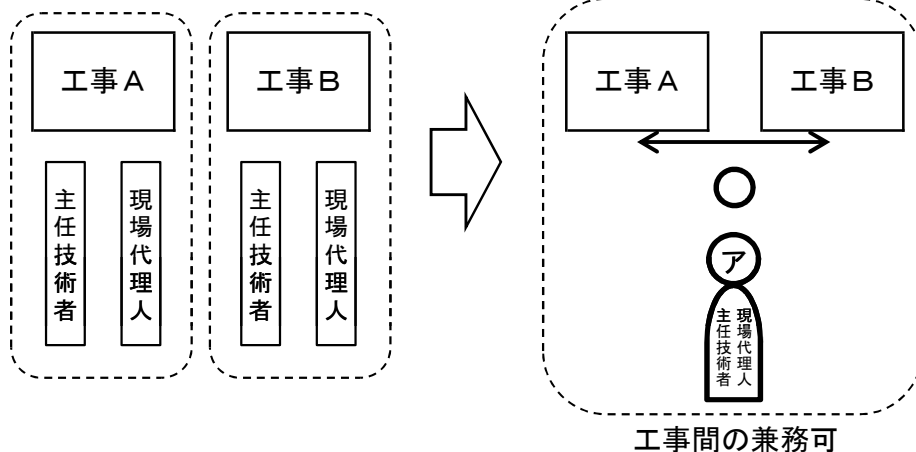 工事A
工事B
主任技術者
現場代理人
主任技術者
現場代理人
工事A
工事B
○
ア
現場代理人
主任技術者
工事間の兼務可